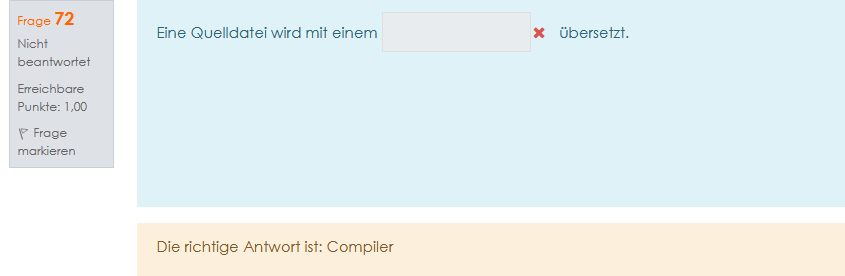 Frage 72
Nicht
beantwortet
Erreichbare
Punkte: 1,00
Frage
markieren
Eine Quelldatei wird mit einem übersetzt.
Die richtige Antwort ist: Compiler